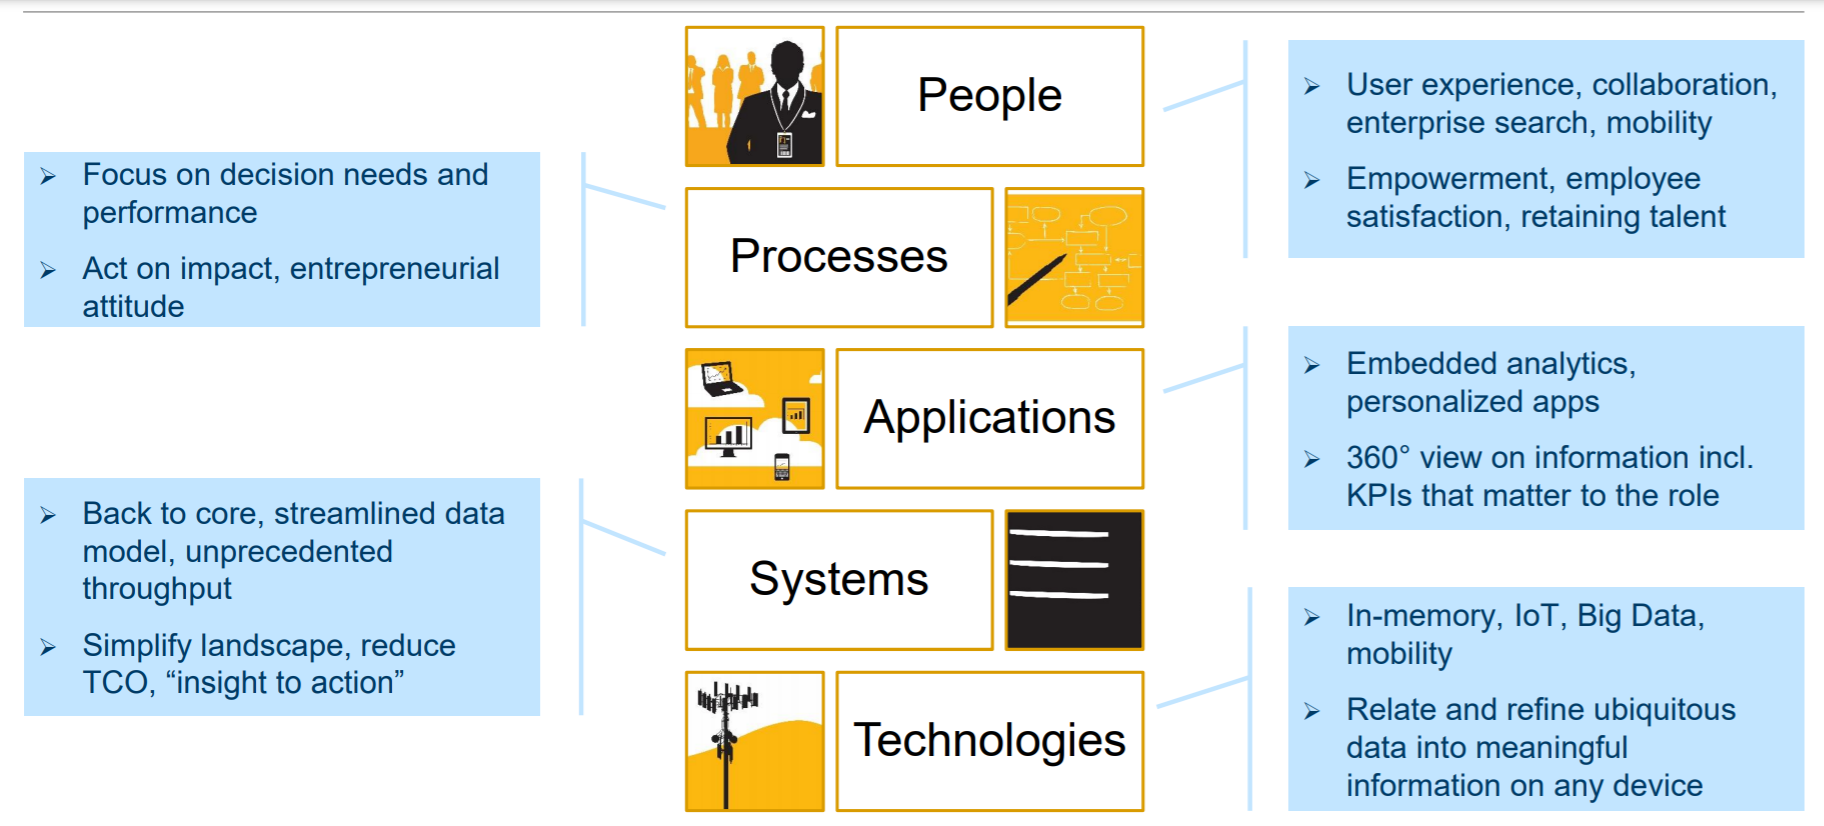 People
➢ User experience, collaboration,
enterprise search, mobility
➢ Empowerment, employee
satisfaction, retaining talent
➢ Focus on decision needs and
performance
➢ Act on impact, entrepreneurial
attitude
Processes
Applications
➢ Embedded analytics,
personalized apps
➢ 360° view on information incl.
KPIs that matter to the role
➢ Back to core, streamlined data
model, unprecedented
throughput
➢ Simplify landscape, reduce
TCO, “insight to action”
Systems
Technologies
➢ In-memory, IoT, Big Data,
mobility
➢ Relate and refine ubiquitous
data into meaningful
information on any device